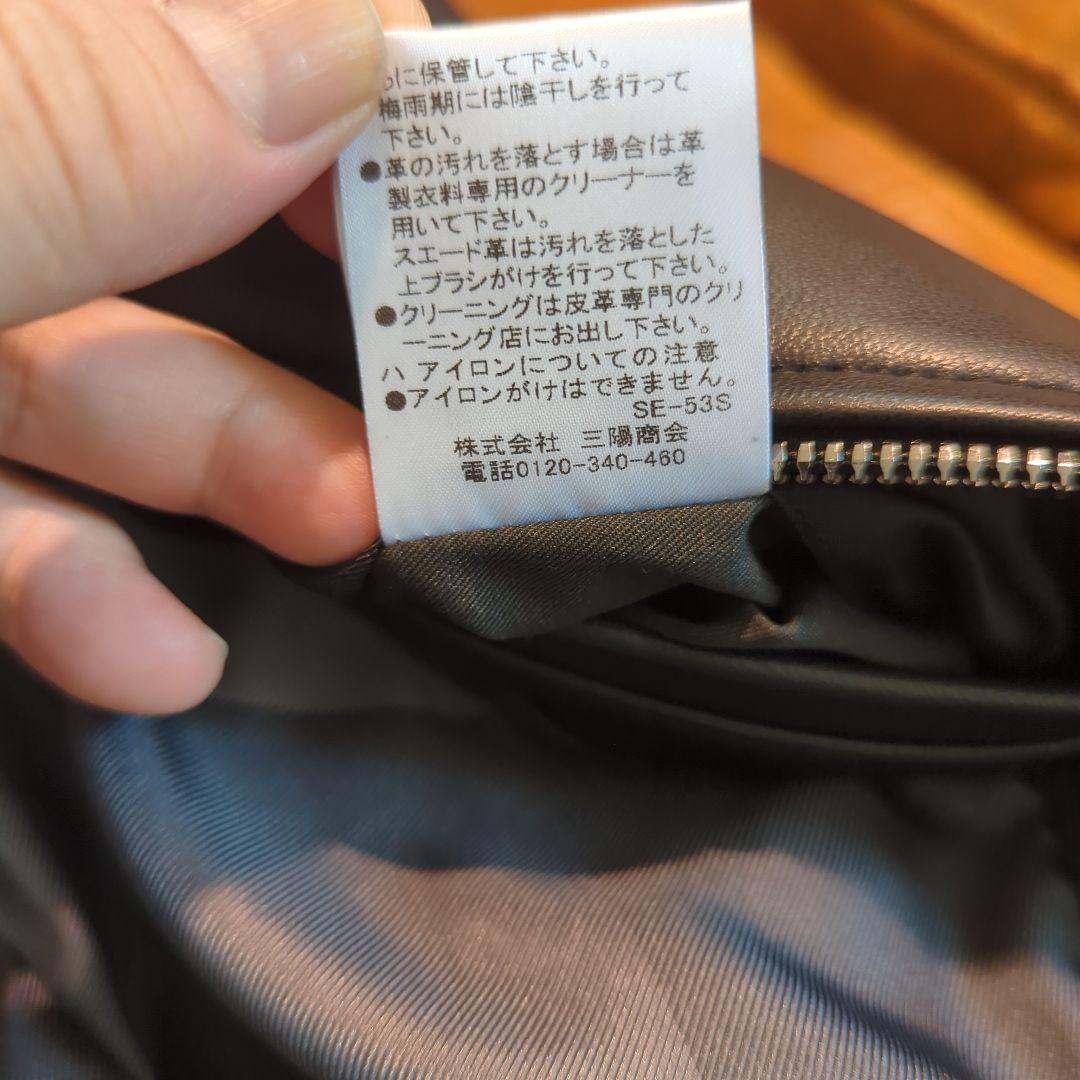 に保管して下さい。
梅雨期には陰干しを行って
下さい。
●革の汚れを落とす場合は革
製衣料専用のクリーナーを
用いて下さい。
スエード革は汚れを落とした
上ブラシがけを行って下さい。
●クリーニングは皮革専門のクリ
ーニング店にお出し下さい。
ハ アイロンについての注意
●アイロンがけはできません。
SE-53S
株式会社 三陽商会
電話0120-340-460